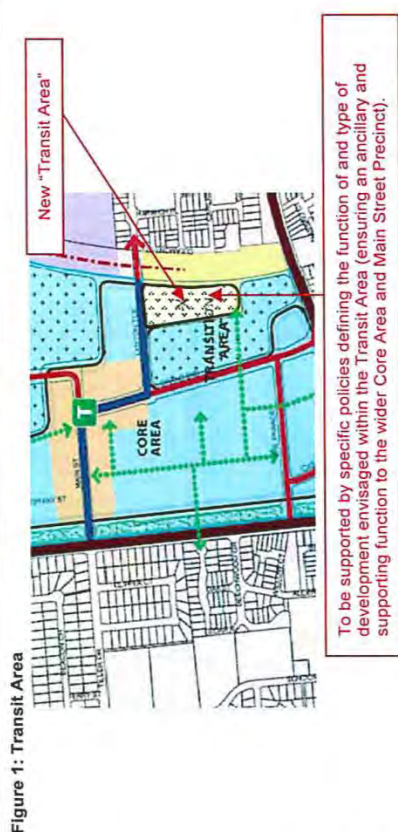 Figure 1: Transit Area
New "Transit Area"
T
MAIN ST
CORE
AREA
TRANSIT
"AREA"
To be supported by specific policies defining the function of and type of
development envisaged within the Transit Area (ensuring an ancillary and
supporting function to the wider Core Area and Main Street Precinct).